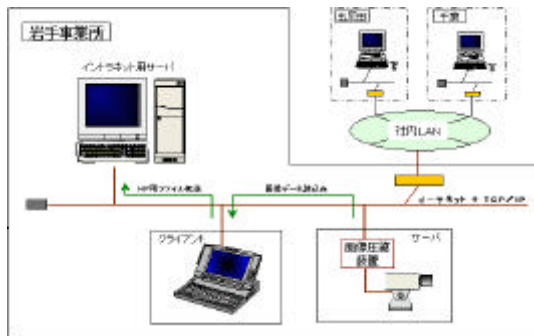 岩手事業所
千葉
イントラネット用サーバ
社内LAN
HP用ファイル転送
画像データ読込み
イーサネット + TCP/IP
クライアント
サーバ
画像圧縮
装置